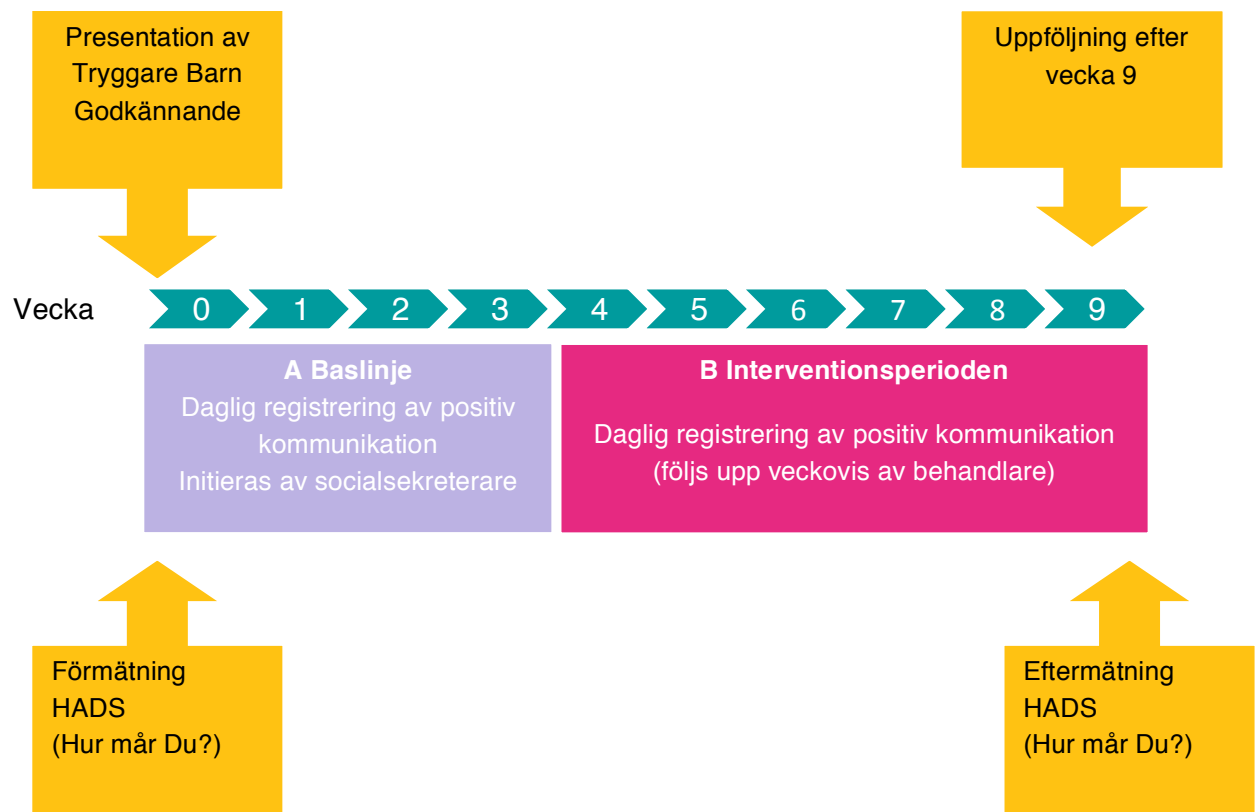 Presentation av
Tryggare Barn
Godkännande
Uppföljning efter
vecka 9
Vecka 0 1 2 3 4 5 6 7 8 9
A Baslinje
Daglig registrering av positiv
kommunikation
Initieras av socialsekreterare
B Interventionsperioden
Daglig registrering av positiv kommunikation
(följs upp veckovis av behandlare)
Förmätning
HADS
(Hur mår Du?)
Eftermätning
HADS
(Hur mår Du?)